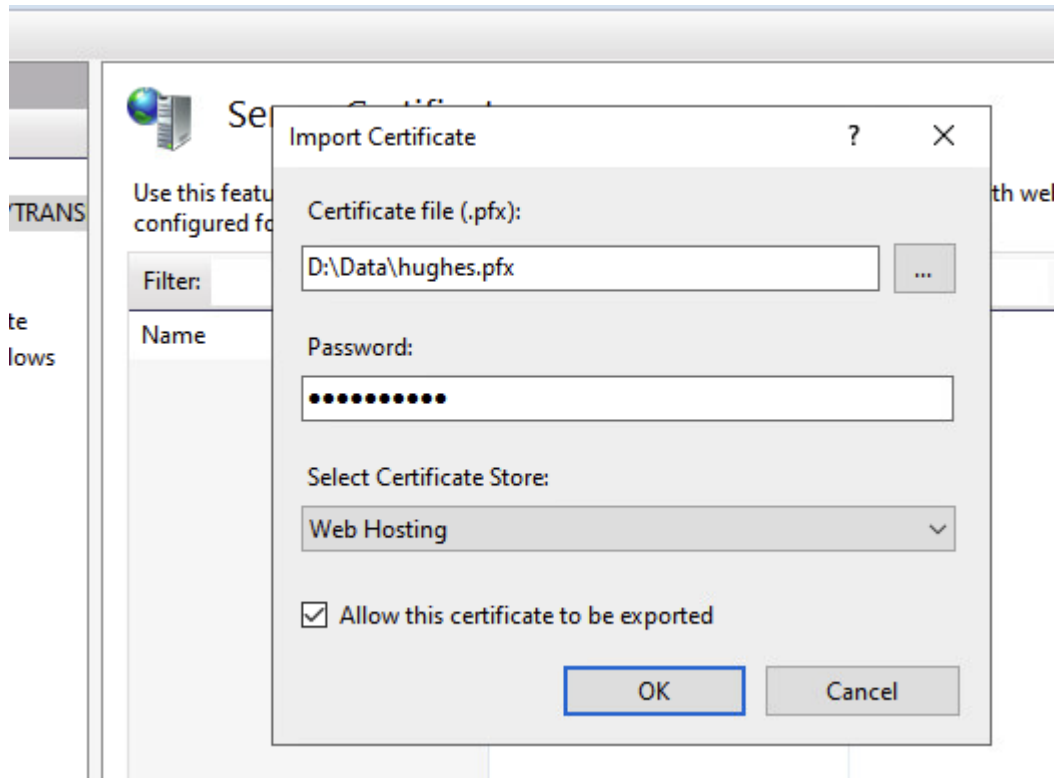 Import Certificate
Use this featu
th wel
configured fo
'TRANS
Certificate file (.pfx):
D:\Data\hughes.pfx
...
Filter:
te
lows
Name
Password:
••••••••••
Select Certificate Store:
Web Hosting
Allow this certificate to be exported
OK
Cancel